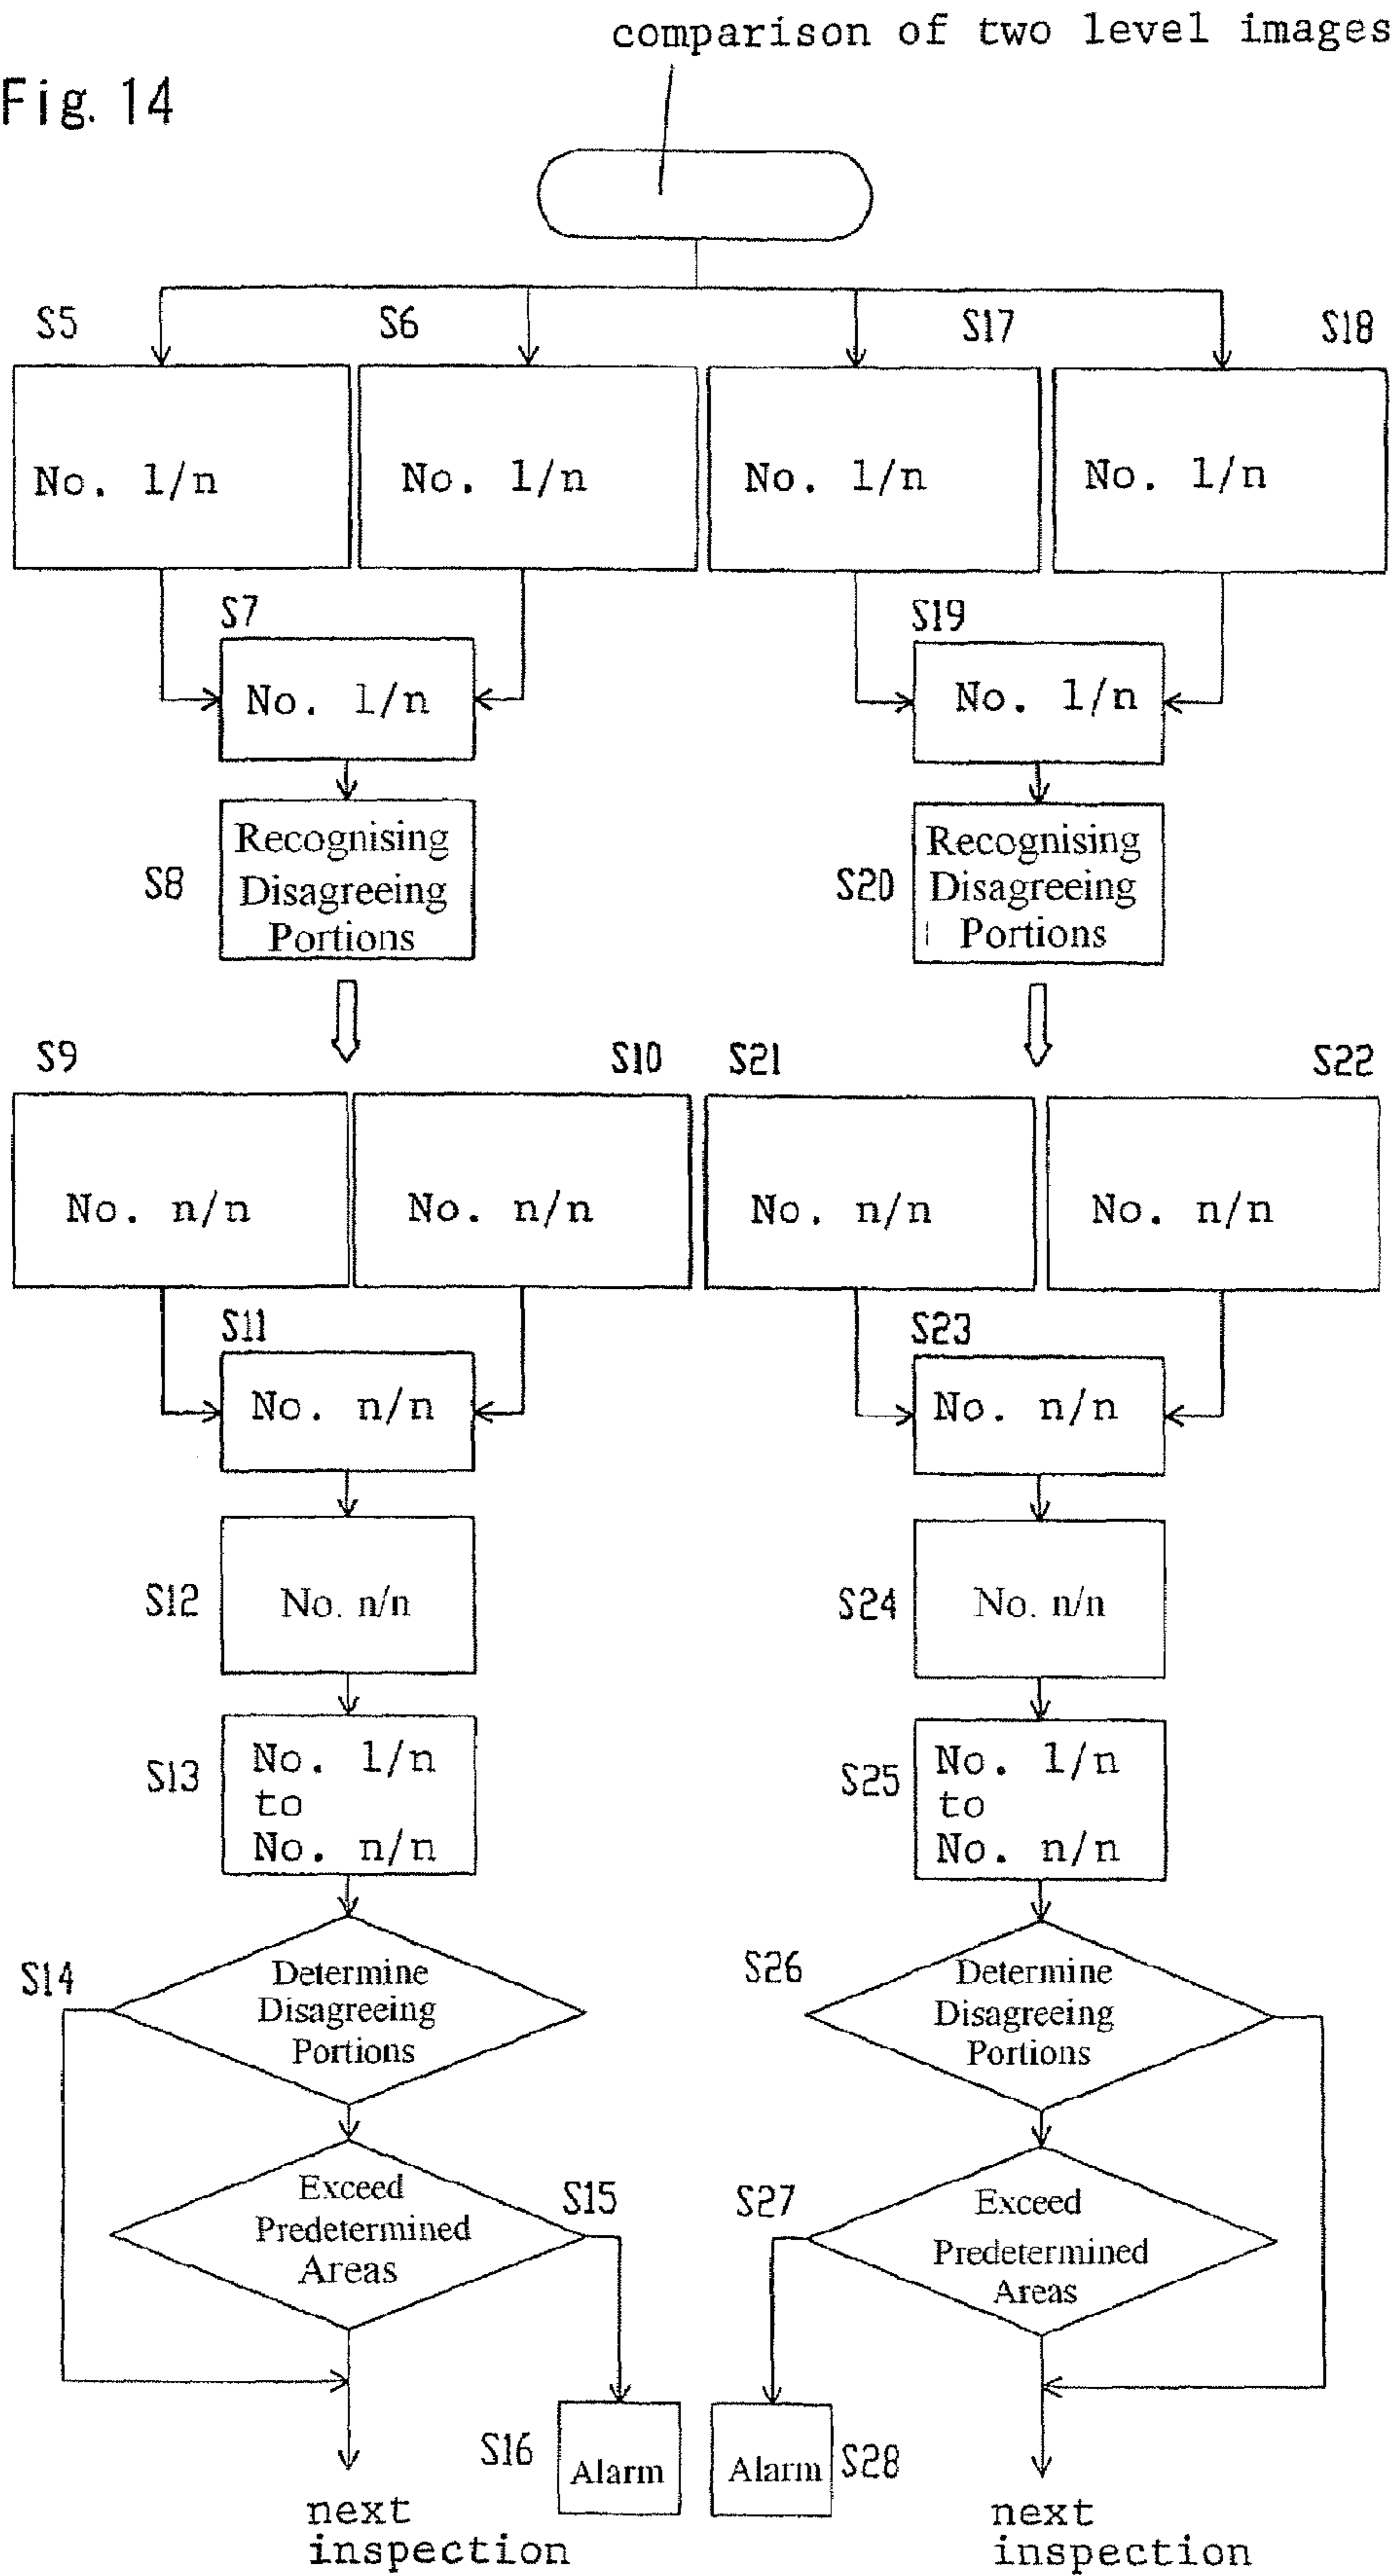 comparison of two level images
Fig. 14
S5 S6 S17 S18
No. 1/n No. 1/n No. 1/n No. 1/n
S7 S19
No. 1/n No. 1/n
S8
Recognising
Disagreeing
Portions
S20
Recognising
Disagreeing
Portions
S9 S10 S21 S22
No. n/n No. n/n No. n/n No. n/n
S11 S23
No. n/n No. n/n
S12 No. n/n S24 No. n/n
S13
No. 1/n
to
No. n/n
S25
No. 1/n
to
No. n/n
S14
Determine
Disagreeing
Portions
S26
Determine
Disagreeing
Portions
Exceed
Predetermined
Areas
S15
S27
Exceed
Predetermined
Areas
S16 Alarm Alarm S28
next
inspection
next
inspection